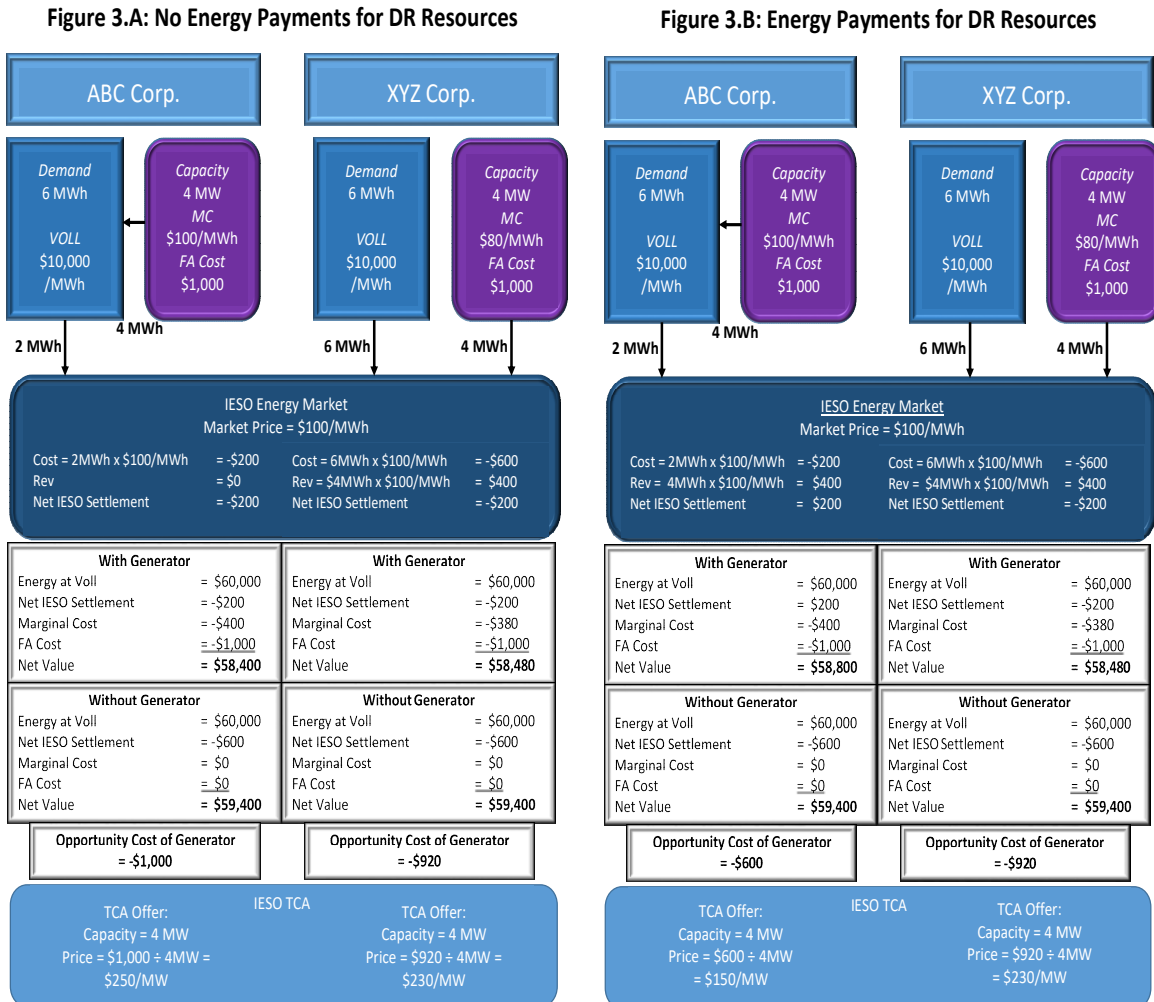 Figure 3.A: No Energy Payments for DR Resources
ABC Corp.
XYZ Corp.
Demand
6 MWh
VOLL
$10,000
/MWh
Capacity
4 MW
MC
$100/MWh
FA Cost
$1,000
Demand
6 MWh
VOLL
$10,000
/MWh
Capacity
4 MW
MC
$80/MWh
FA Cost
$1,000
4 MWh
2 MWh
6 MWh
4 MWh
IESO Energy Market
Market Price = $100/MWh
Cost = 2MWh x $100/MWh = -$200
Rev = $0
Net IESO Settlement = -$200
Cost = 6MWh x $100/MWh = -$600
Rev = $4MWh x $100/MWh = $400
Net IESO Settlement = -$200
With Generator
Energy at Voll = $60,000
Net IESO Settlement = -$200
Marginal Cost = -$400
FA Cost = -$1,000
Net Value = $58,400
With Generator
Energy at Voll = $60,000
Net IESO Settlement = -$200
Marginal Cost = -$380
FA Cost = -$1,000
Net Value = $58,480
Without Generator
Energy at Voll = $60,000
Net IESO Settlement = -$600
Marginal Cost = $0
FA Cost = $0
Net Value = $59,400
Without Generator
Energy at Voll = $60,000
Net IESO Settlement = -$600
Marginal Cost = $0
FA Cost = $0
Net Value = $59,400
Opportunity Cost of Generator
= -$1,000
Opportunity Cost of Generator
= -$920
IESO TCA
TCA Offer:
Capacity = 4 MW
Price = $1,000 ÷ 4MW =
$250/MW
TCA Offer:
Capacity = 4 MW
Price = $920 ÷ 4MW =
$230/MW
Figure 3.B: Energy Payments for DR Resources
ABC Corp.
XYZ Corp.
Demand
6 MWh
VOLL
$10,000
/MWh
Capacity
4 MW
MC
$100/MWh
FA Cost
$1,000
Demand
6 MWh
VOLL
$10,000
/MWh
Capacity
4 MW
MC
$80/MWh
FA Cost
$1,000
4 MWh
2 MWh
6 MWh
4 MWh
IESO Energy Market
Market Price = $100/MWh
Cost = 2MWh x $100/MWh = -$200
Rev = 4MWh x $100/MWh = $400
Net IESO Settlement = $200
Cost = 6MWh x $100/MWh = -$600
Rev = $4MWh x $100/MWh = $400
Net IESO Settlement = -$200
With Generator
Energy at Voll = $60,000
Net IESO Settlement = $200
Marginal Cost = -$400
FA Cost = -$1,000
Net Value = $58,800
With Generator
Energy at Voll = $60,000
Net IESO Settlement = -$200
Marginal Cost = -$380
FA Cost = -$1,000
Net Value = $58,480
Without Generator
Energy at Voll = $60,000
Net IESO Settlement = -$600
Marginal Cost = $0
FA Cost = $0
Net Value = $59,400
Without Generator
Energy at Voll = $60,000
Net IESO Settlement = -$600
Marginal Cost = $0
FA Cost = $0
Net Value = $59,400
Opportunity Cost of Generator
= -$600
Opportunity Cost of Generator
= -$920
IESO TCA
TCA Offer:
Capacity = 4 MW
Price = $600 ÷ 4MW
= $150/MW
TCA Offer:
Capacity = 4 MW
Price = $920 ÷ 4MW
= $230/MW